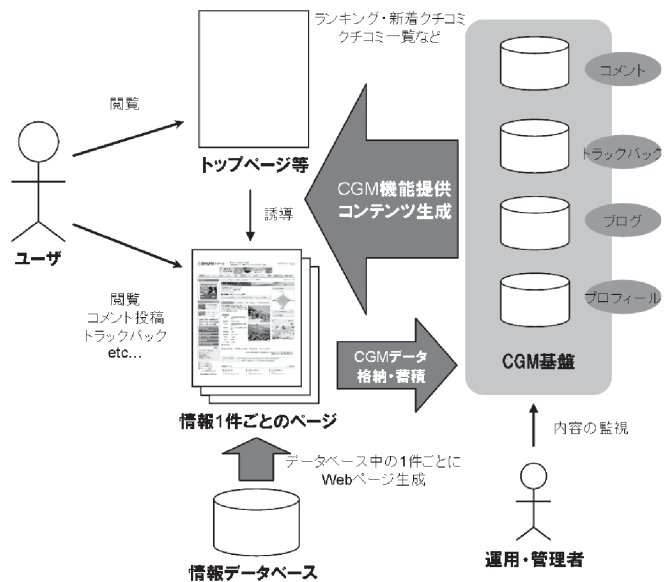 ランキング・新着クチコミ
クチコミ一覧など
コメント
閲覧
トラックバック
トップページ等
CGM機能提供
コンテンツ生成
誘導
ブログ
ユーザ
プロフィール
閲覧
コメント投稿
トラックバック
etc...
CGMデータ
格納・蓄積
CGM基盤
情報1件ごとのページ
内容の監視
データベース中の1件ごとに
Webページ生成
運用・管理者
情報データベース